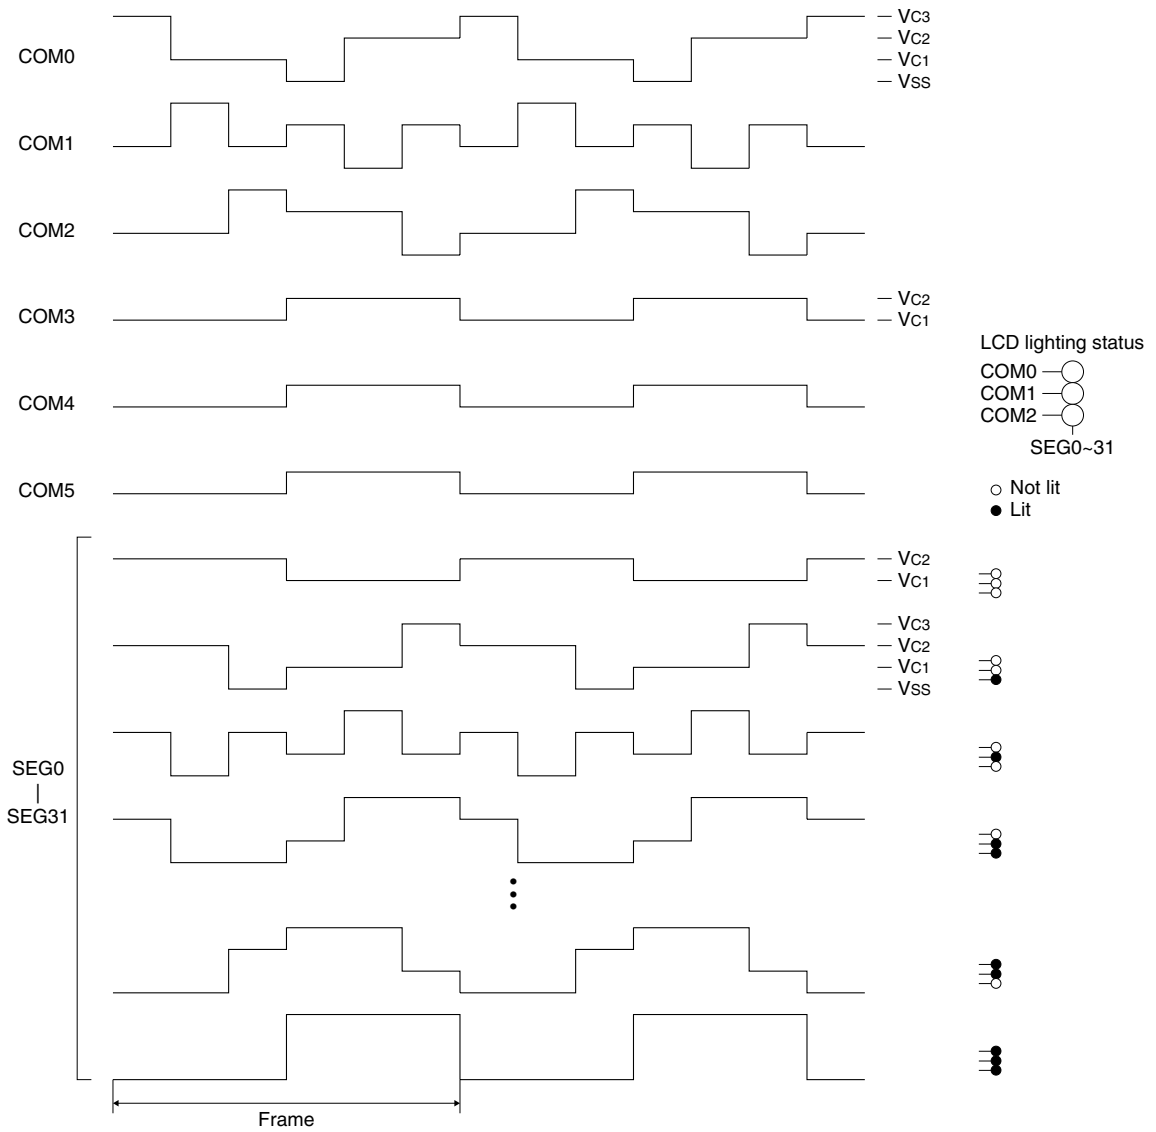 COM0
VC3
VC2
VC1
VSS
COM1
COM2
COM3
VC2
VC1
COM4
COM5
LCD lighting status
COM0
COM1
COM2
SEG0~31
Not lit
Lit
VC2
VC1
VC3
VC2
VC1
VSS
SEG0
SEG31
Frame